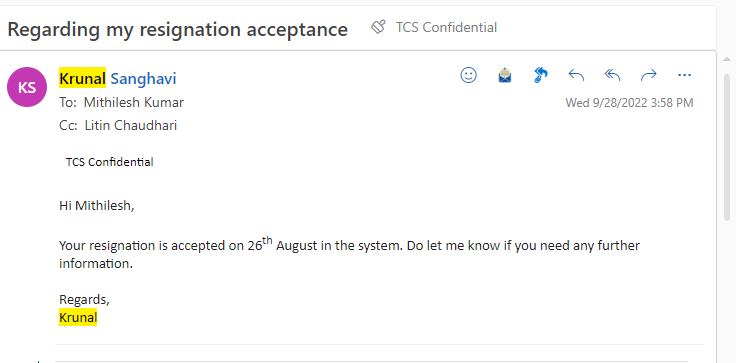 Regarding my resignation acceptance TCS Confidential
KS
Krunal Sanghavi
To: Mithilesh Kumar
Wed 9/28/2022 3:58 PM
Cc: Litin Chaudhari
TCS Confidential
Hi Mithilesh,
Your resignation is accepted on 26th August in the system. Do let me know if you need any further
information.
Regards,
Krunal